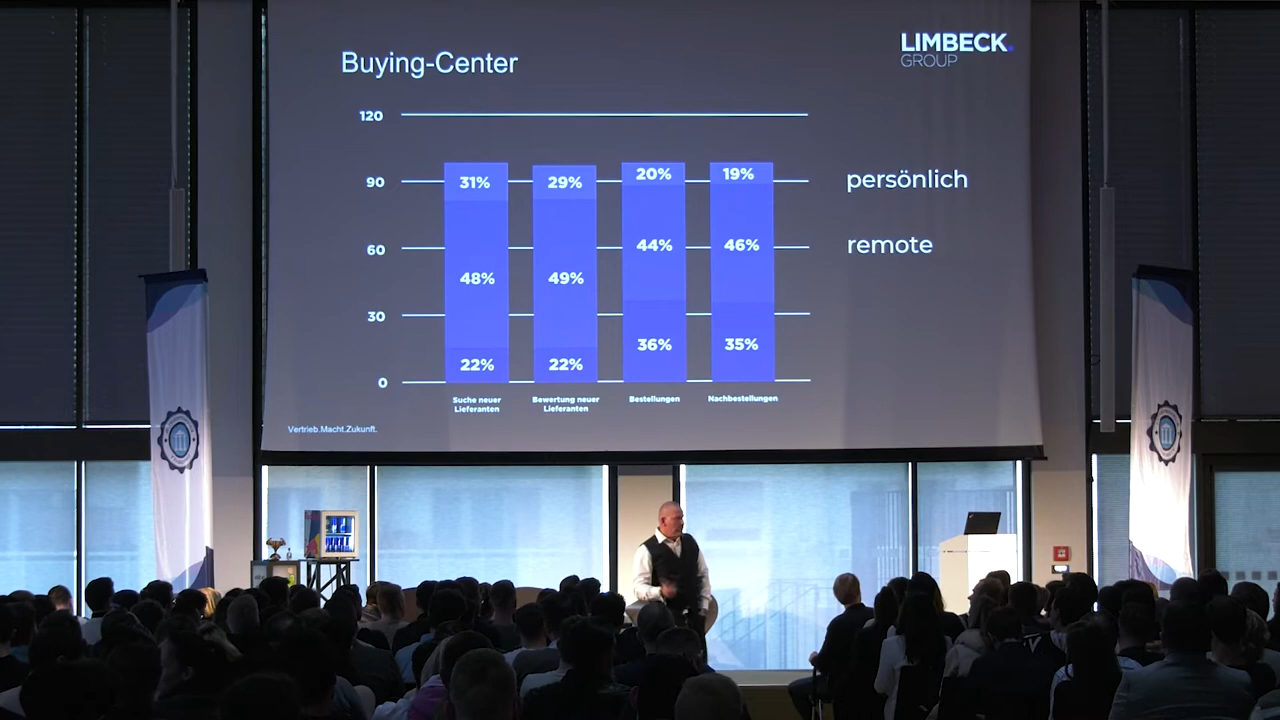 Buying-Center
LIMBECK.
GROUP
120
90
60
30
0
31%
29%
20%
19%
48%
49%
44%
46%
22%
22%
36%
35%
persönlich
remote
Suche neuer
Lieferanten
Bewertung neuer
Lieferanten
Bestellungen
Nachbestellungen
Vertrieb.Macht.Zukunft.